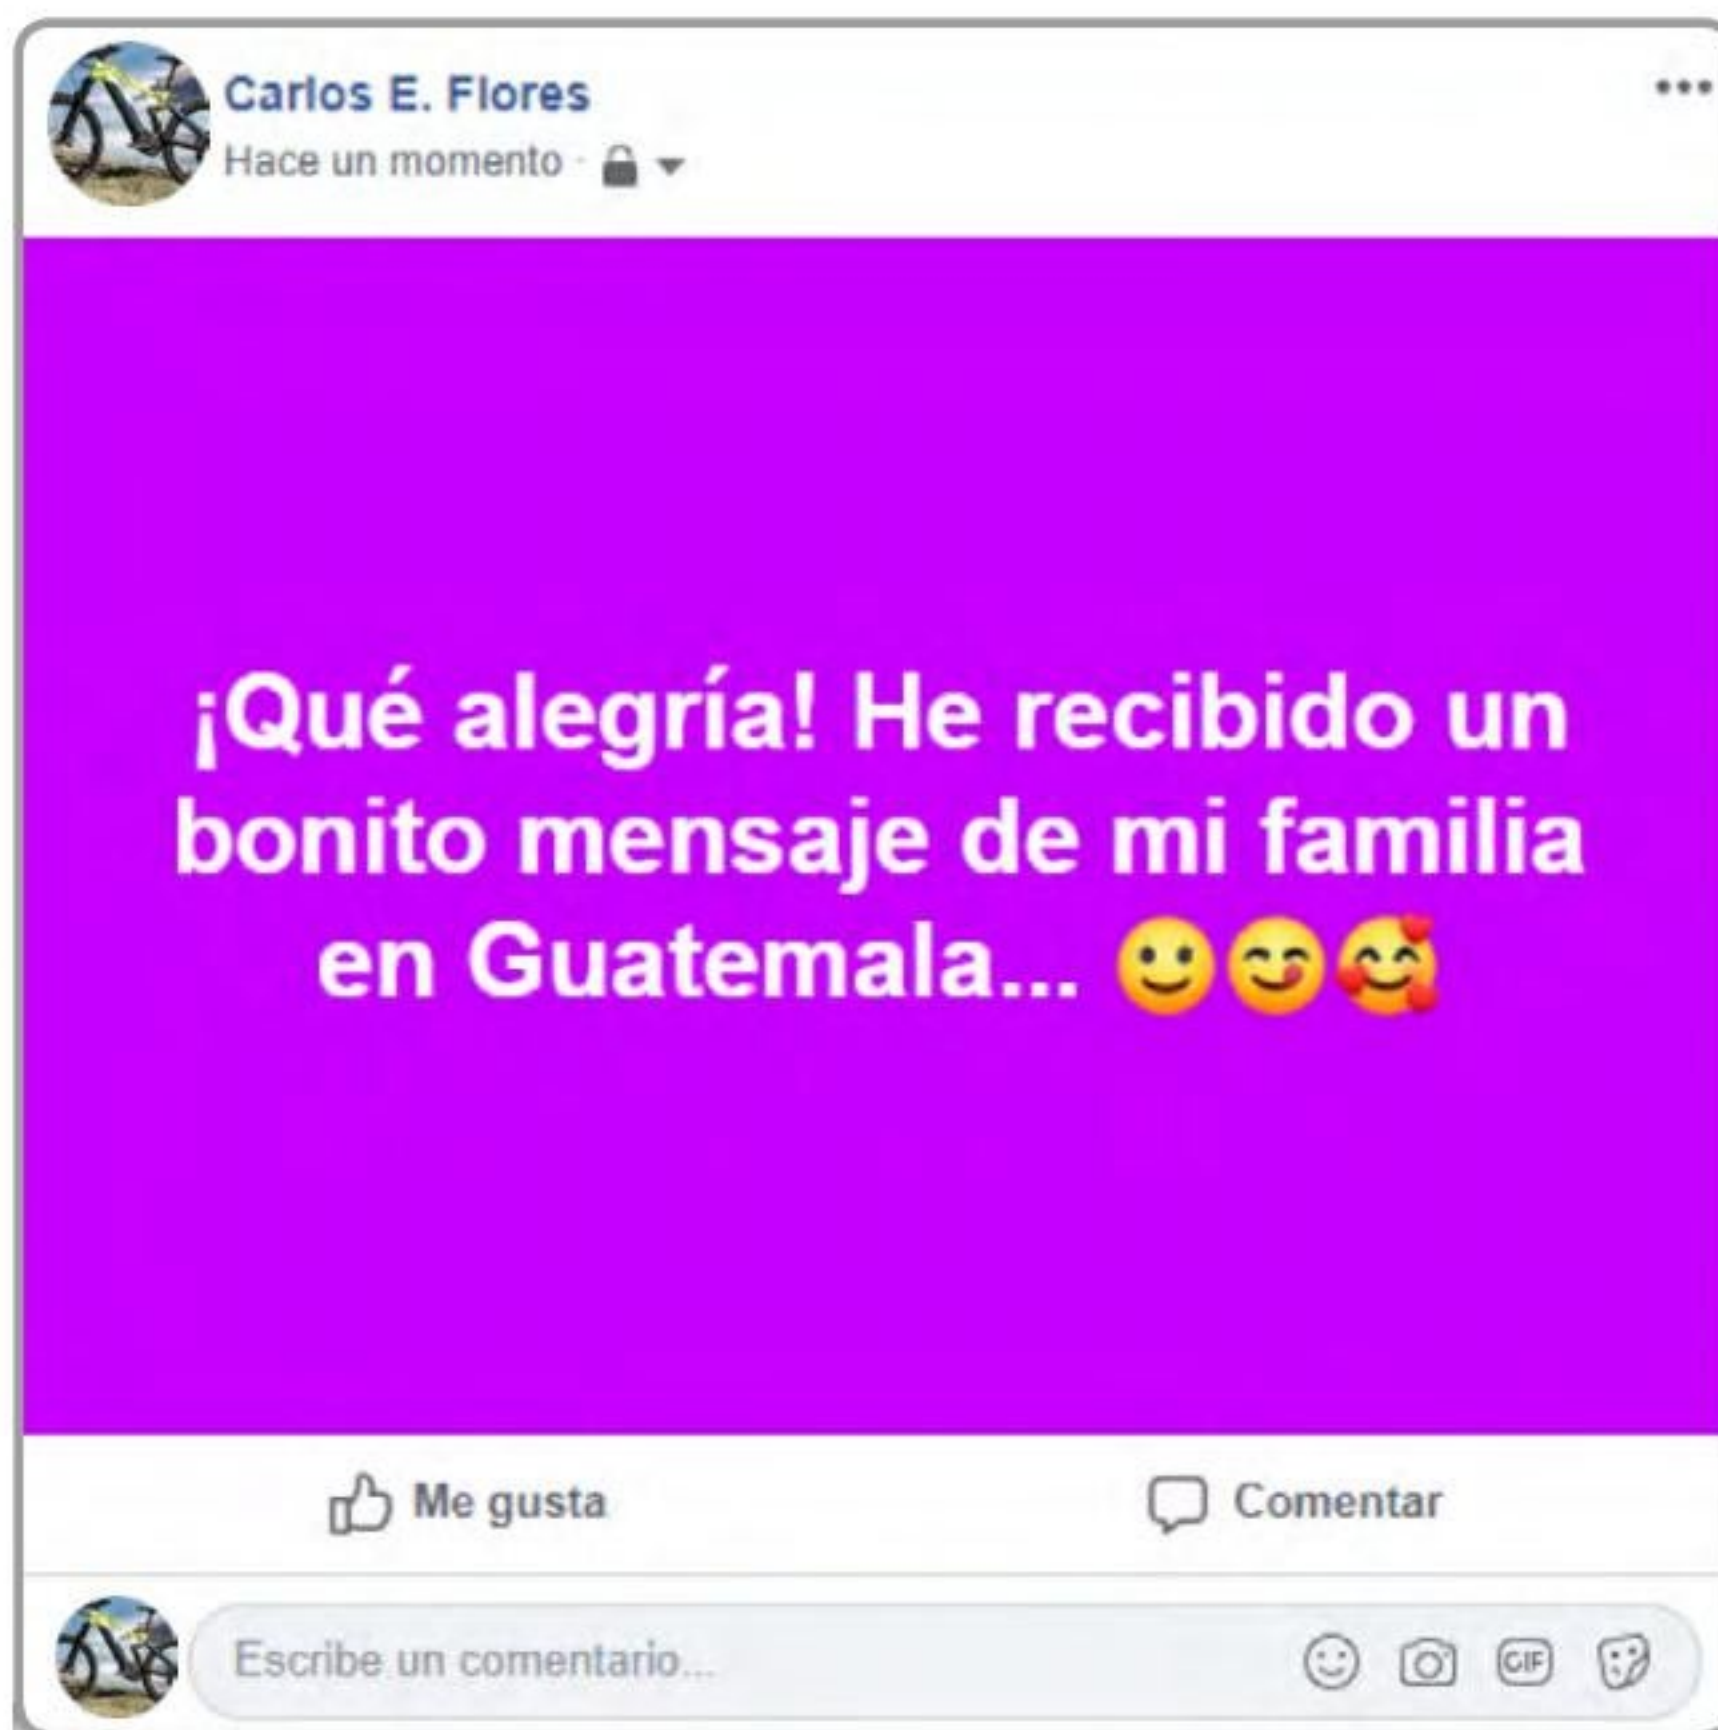 Carlos E. Flores
Hace un momento ·
¡Qué alegría! He recibido un
bonito mensaje de mi familia
en Guatemala... 🙂😋🥰
Me gusta
Comentar
Escribe un comentario...
GIF